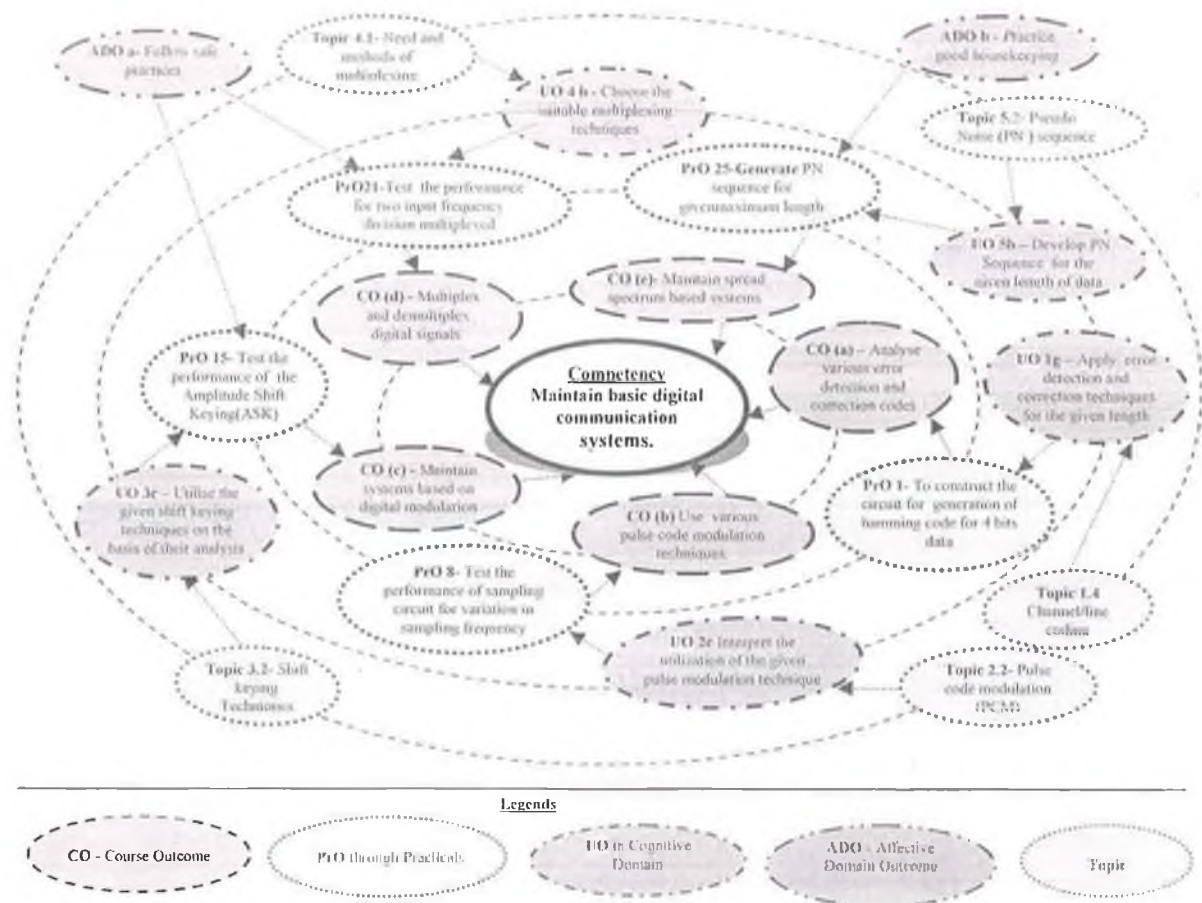 ADO a- Follow safe
practices
Topic 4.1- Need and
methods of
multiplexing
ADO b - Practice
good housekeeping
UO 4 b - Choose the
suitable multiplexing
techniques
Topic 5.2- Pseudo
Noise (PN ) sequence
PrO21-Test the performance
for two input frequency
division multiplexed
PrO 25-Generate PN
sequence for
givenmaximum length
UO 5b – Develop PN
Sequence for the
given length of data
CO (d) - Multiplex
and demultiplex
digital signals
CO (e)- Maintain spread
spectrum based systems
PrO 15- Test the
performance of the
Amplitude Shift
Keying(ASK)
Competency
Maintain basic digital
communication
systems.
CO (a) – Analyse
various error
detection and
correction codes
UO 1g – Apply error
detection and
correction techniques
for the given length
UO 3c – Utilise the
given shift keying
techniques on the
basis of their analysis
CO (c) - Maintain
systems based on
digital modulation
CO (b) Use various
pulse code modulation
techniques
PrO 1- To construct the
circuit for generation of
hamming code for 4 bits
data
PrO 8- Test the
performance of sampling
circuit for variation in
sampling frequency
Topic 1.4
Channel/line
coding
Topic 3.2- Shift
keying
Techniques
UO 2c Interpret the
utilization of the given
pulse modulation technique
Topic 2.2- Pulse
code modulation
(PCM)
Legends
CO - Course Outcome
PrO through Practicals
UO in Cognitive
Domain
ADO - Affective
Domain Outcome
Topic